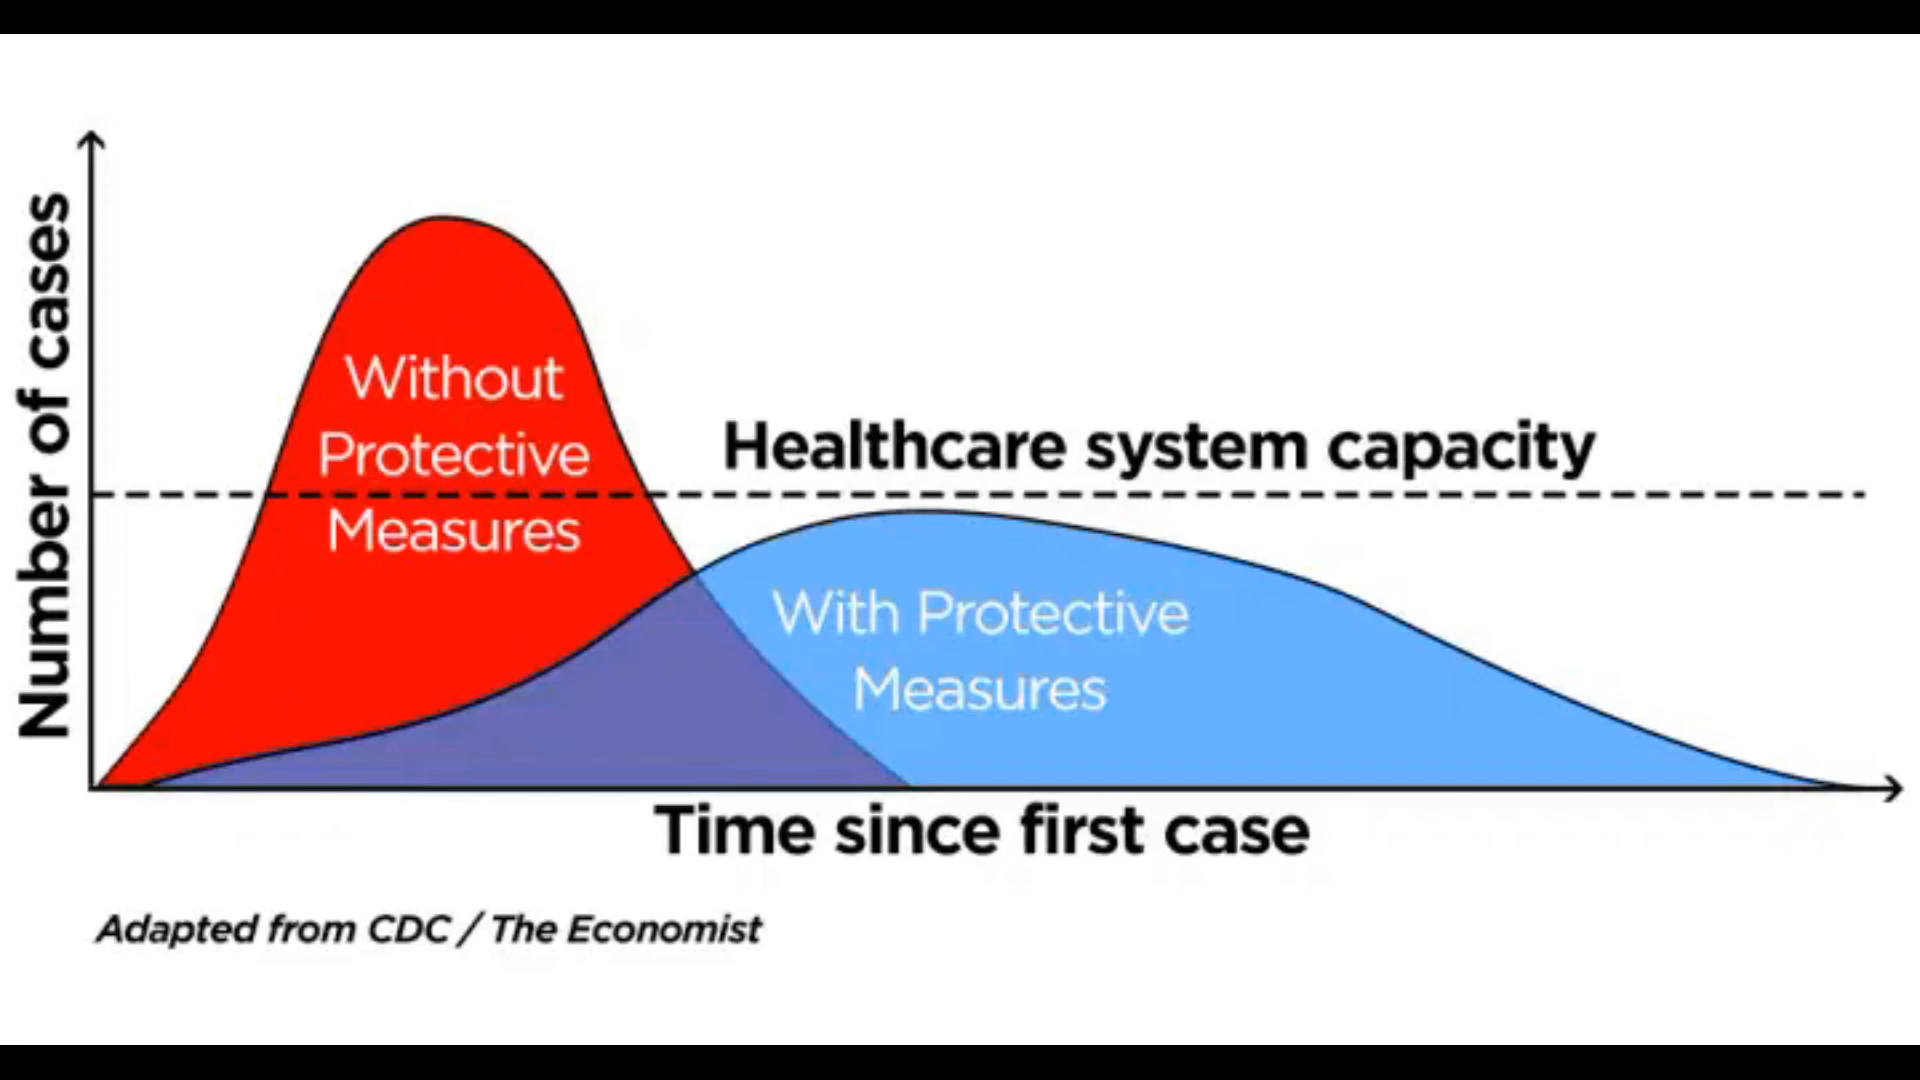 Number of cases
Without
Protective
Measures
Healthcare system capacity
With Protective
Measures
Time since first case
Adapted from CDC / The Economist